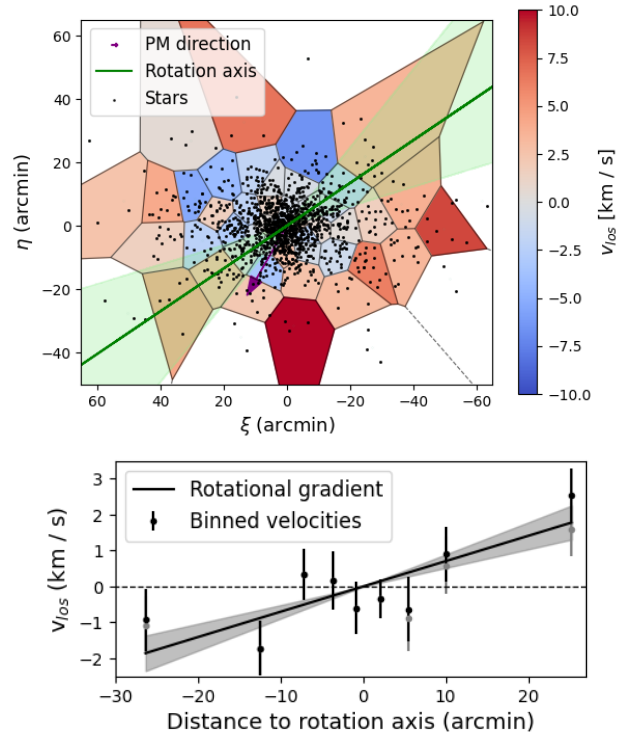 PM direction
Rotation axis
Stars
60
40
20
0
−20
−40
η (arcmin)
60 40 20 0 −20 −40 −60
ξ (arcmin)
10.0
7.5
5.0
2.5
0.0
−2.5
−5.0
−7.5
−10.0
v_los [km / s]
Rotational gradient
Binned velocities
3
2
1
0
−1
−2
v_los (km / s)
−30 −20 −10 0 10 20
Distance to rotation axis (arcmin)